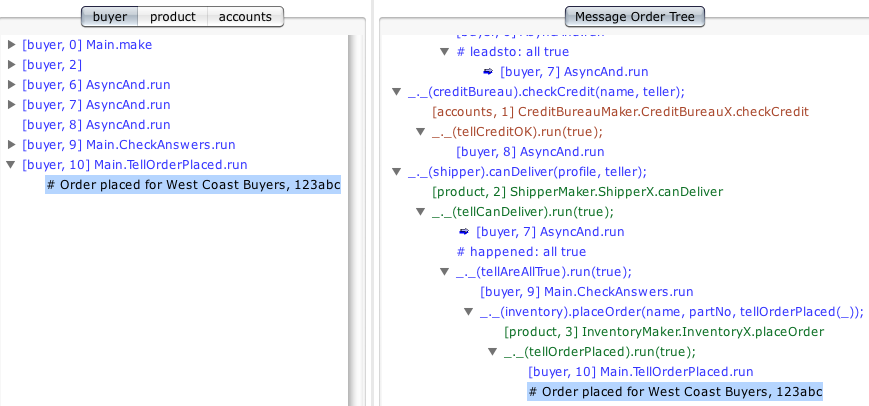 buyer product accounts
[buyer, 0] Main.make
[buyer, 2]
[buyer, 6] AsyncAnd.run
[buyer, 7] AsyncAnd.run
[buyer, 8] AsyncAnd.run
[buyer, 9] Main.CheckAnswers.run
[buyer, 10] Main.TellOrderPlaced.run
# Order placed for West Coast Buyers, 123abc
Message Order Tree
# leadsto: all true
[buyer, 7] AsyncAnd.run
_._(creditBureau).checkCredit(name, teller);
[accounts, 1] CreditBureauMaker.CreditBureauX.checkCredit
_._(tellCreditOK).run(true);
[buyer, 8] AsyncAnd.run
_._(shipper).canDeliver(profile, teller);
[product, 2] ShipperMaker.ShipperX.canDeliver
_._(tellCanDeliver).run(true);
[buyer, 7] AsyncAnd.run
# happened: all true
_._(tellAreAllTrue).run(true);
[buyer, 9] Main.CheckAnswers.run
_._(inventory).placeOrder(name, partNo, tellOrderPlaced(_));
[product, 3] InventoryMaker.InventoryX.placeOrder
_._(tellOrderPlaced).run(true);
[buyer, 10] Main.TellOrderPlaced.run
# Order placed for West Coast Buyers, 123abc